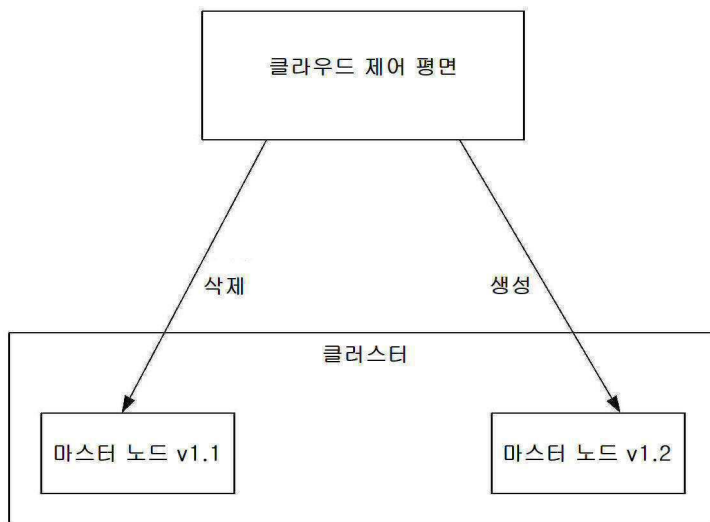 클라우드 제어 평면
삭제
생성
클러스터
마스터 노드 v1.1
마스터 노드 v1.2